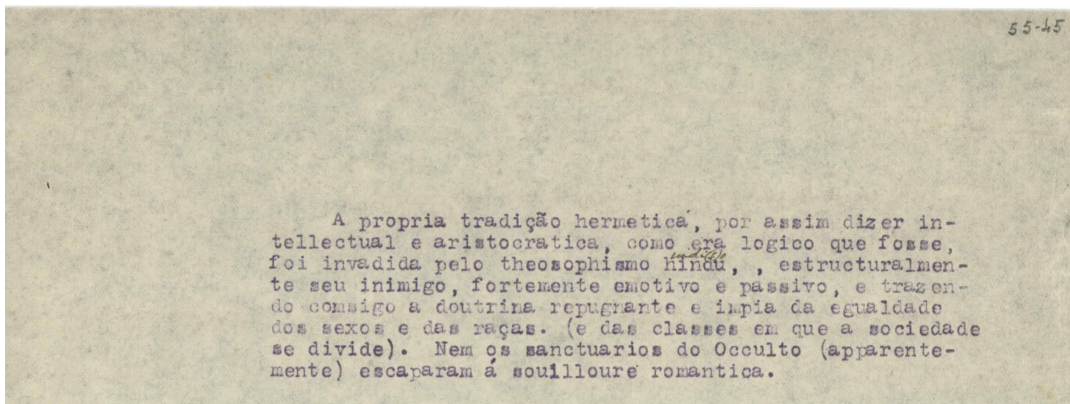 55-45
A propria tradição hermetica, por assim dizer in-
tellectual e aristocratica, como era logico que fosse,
foi invadida pelo theosophismo hindu, , estructuralmen-
te seu inimigo, fortemente emotivo e passivo, e trazen-
do comsigo a doutrina repugnante e impia da egualdade
dos sexos e das raças. (e das classes em que a sociedade
se divide). Nem os sanctuarios do Occulto (apparente-
mente) escaparam á souilloure romantica.